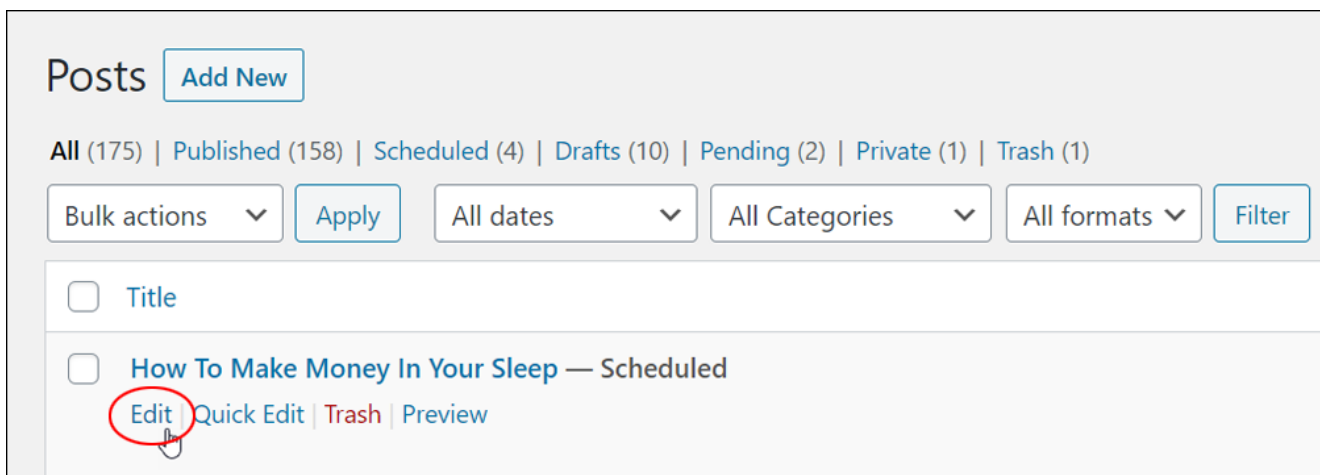 Posts Add New
All (175) | Published (158) | Scheduled (4) | Drafts (10) | Pending (2) | Private (1) | Trash (1)
Bulk actions Apply All dates All Categories All formats Filter
Title
How To Make Money In Your Sleep — Scheduled
Edit | Quick Edit | Trash | Preview